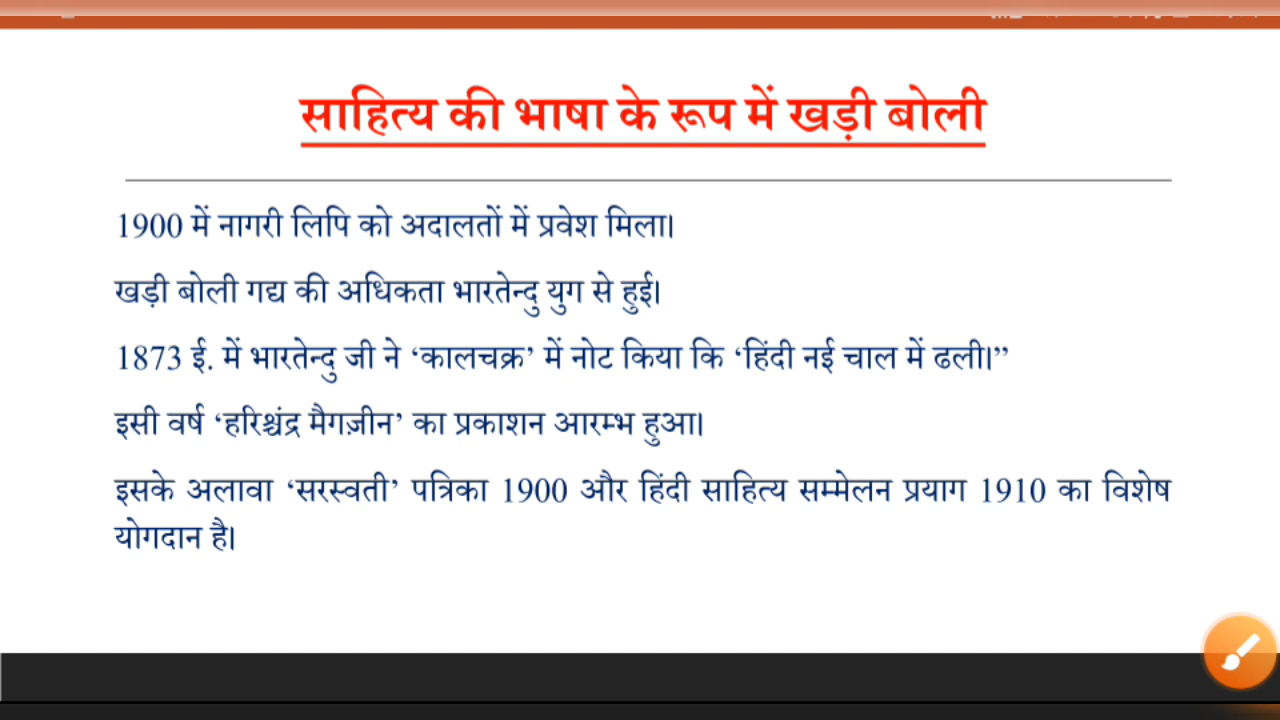 साहित्य की भाषा के रूप में खड़ी बोली
1900 में नागरी लिपि को अदालतों में प्रवेश मिला।
खड़ी बोली गद्य की अधिकता भारतेन्दु युग से हुई।
1873 ई. में भारतेन्दु जी ने ‘कालचक्र’ में नोट किया कि ‘हिंदी नई चाल में ढली।”
इसी वर्ष ‘हरिश्चंद्र मैगज़ीन’ का प्रकाशन आरम्भ हुआ।
इसके अलावा ‘सरस्वती’ पत्रिका 1900 और हिंदी साहित्य सम्मेलन प्रयाग 1910 का विशेष
योगदान है।